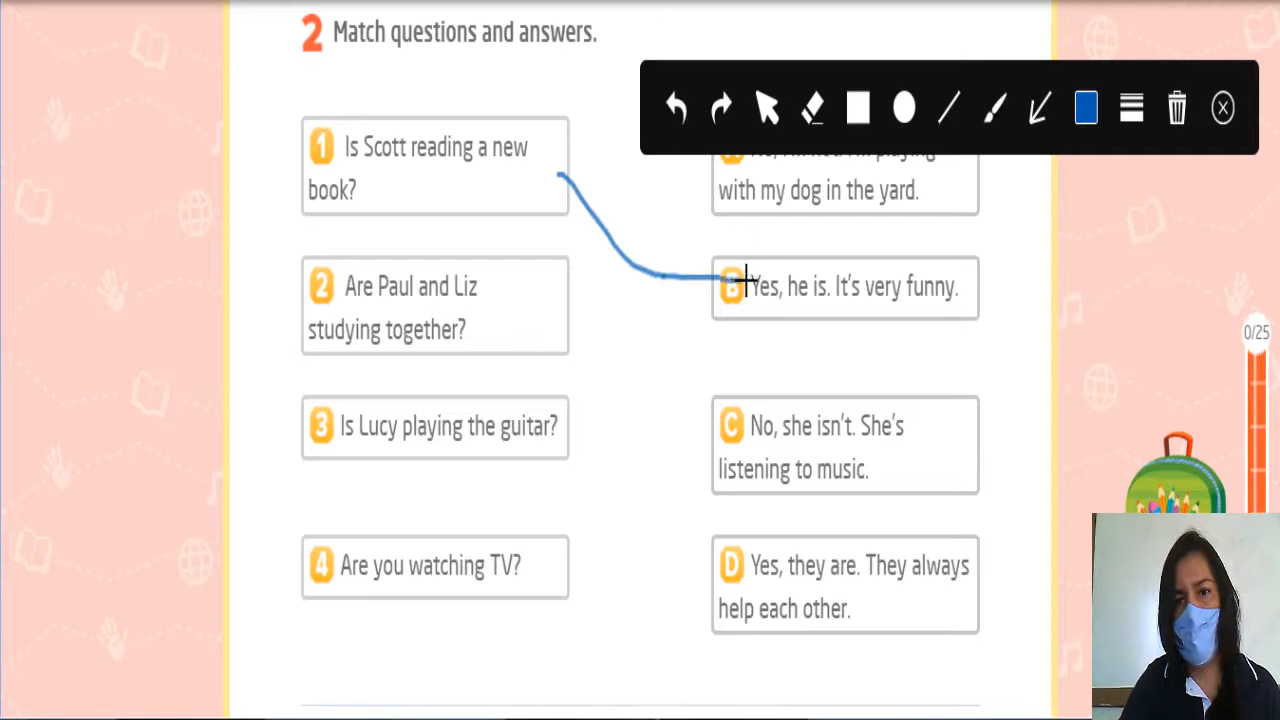 2 Match questions and answers.
1 Is Scott reading a new
book?
with my dog in the yard.
2 Are Paul and Liz
studying together?
B Yes, he is. It's very funny.
3 Is Lucy playing the guitar?
C No, she isn't. She's
listening to music.
4 Are you watching TV?
D Yes, they are. They always
help each other.
0/25